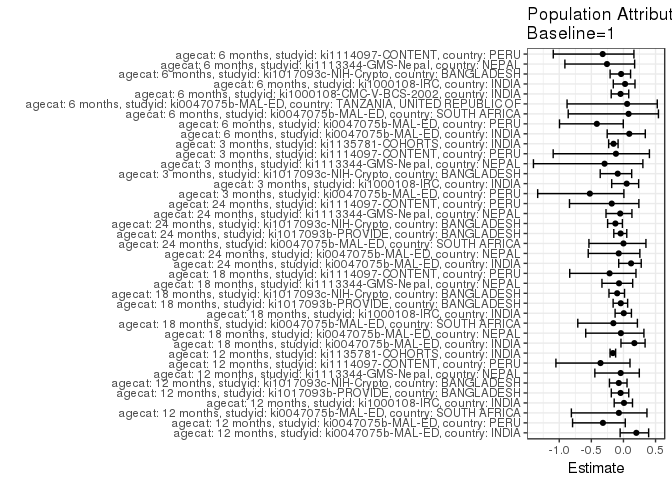 Population Attribut
Baseline=1
agecat: 6 months, studyid: ki1114097-CONTENT, country: PERU
agecat: 6 months, studyid: ki1113344-GMS-Nepal, country: NEPAL
agecat: 6 months, studyid: ki1017093c-NIH-Crypto, country: BANGLADESH
agecat: 6 months, studyid: ki1000108-IRC, country: INDIA
agecat: 6 months, studyid: ki1000108-CMC-V-BCS-2002, country: INDIA
agecat: 6 months, studyid: ki0047075b-MAL-ED, country: TANZANIA, UNITED REPUBLIC OF
agecat: 6 months, studyid: ki0047075b-MAL-ED, country: SOUTH AFRICA
agecat: 6 months, studyid: ki0047075b-MAL-ED, country: PERU
agecat: 6 months, studyid: ki0047075b-MAL-ED, country: INDIA
agecat: 3 months, studyid: ki1135781-COHORTS, country: INDIA
agecat: 3 months, studyid: ki1114097-CONTENT, country: PERU
agecat: 3 months, studyid: ki1113344-GMS-Nepal, country: NEPAL
agecat: 3 months, studyid: ki1017093c-NIH-Crypto, country: BANGLADESH
agecat: 3 months, studyid: ki1000108-IRC, country: INDIA
agecat: 3 months, studyid: ki0047075b-MAL-ED, country: PERU
agecat: 24 months, studyid: ki1114097-CONTENT, country: PERU
agecat: 24 months, studyid: ki1113344-GMS-Nepal, country: NEPAL
agecat: 24 months, studyid: ki1017093c-NIH-Crypto, country: BANGLADESH
agecat: 24 months, studyid: ki1017093b-PROVIDE, country: BANGLADESH
agecat: 24 months, studyid: ki0047075b-MAL-ED, country: SOUTH AFRICA
agecat: 24 months, studyid: ki0047075b-MAL-ED, country: NEPAL
agecat: 24 months, studyid: ki0047075b-MAL-ED, country: INDIA
agecat: 18 months, studyid: ki1114097-CONTENT, country: PERU
agecat: 18 months, studyid: ki1113344-GMS-Nepal, country: NEPAL
agecat: 18 months, studyid: ki1017093c-NIH-Crypto, country: BANGLADESH
agecat: 18 months, studyid: ki1017093b-PROVIDE, country: BANGLADESH
agecat: 18 months, studyid: ki1000108-IRC, country: INDIA
agecat: 18 months, studyid: ki0047075b-MAL-ED, country: SOUTH AFRICA
agecat: 18 months, studyid: ki0047075b-MAL-ED, country: NEPAL
agecat: 18 months, studyid: ki0047075b-MAL-ED, country: INDIA
agecat: 12 months, studyid: ki1135781-COHORTS, country: INDIA
agecat: 12 months, studyid: ki1114097-CONTENT, country: PERU
agecat: 12 months, studyid: ki1113344-GMS-Nepal, country: NEPAL
agecat: 12 months, studyid: ki1017093c-NIH-Crypto, country: BANGLADESH
agecat: 12 months, studyid: ki1017093b-PROVIDE, country: BANGLADESH
agecat: 12 months, studyid: ki1000108-IRC, country: INDIA
agecat: 12 months, studyid: ki0047075b-MAL-ED, country: SOUTH AFRICA
agecat: 12 months, studyid: ki0047075b-MAL-ED, country: PERU
agecat: 12 months, studyid: ki0047075b-MAL-ED, country: INDIA
-1.0 -0.5 0.0 0.5
Estimate